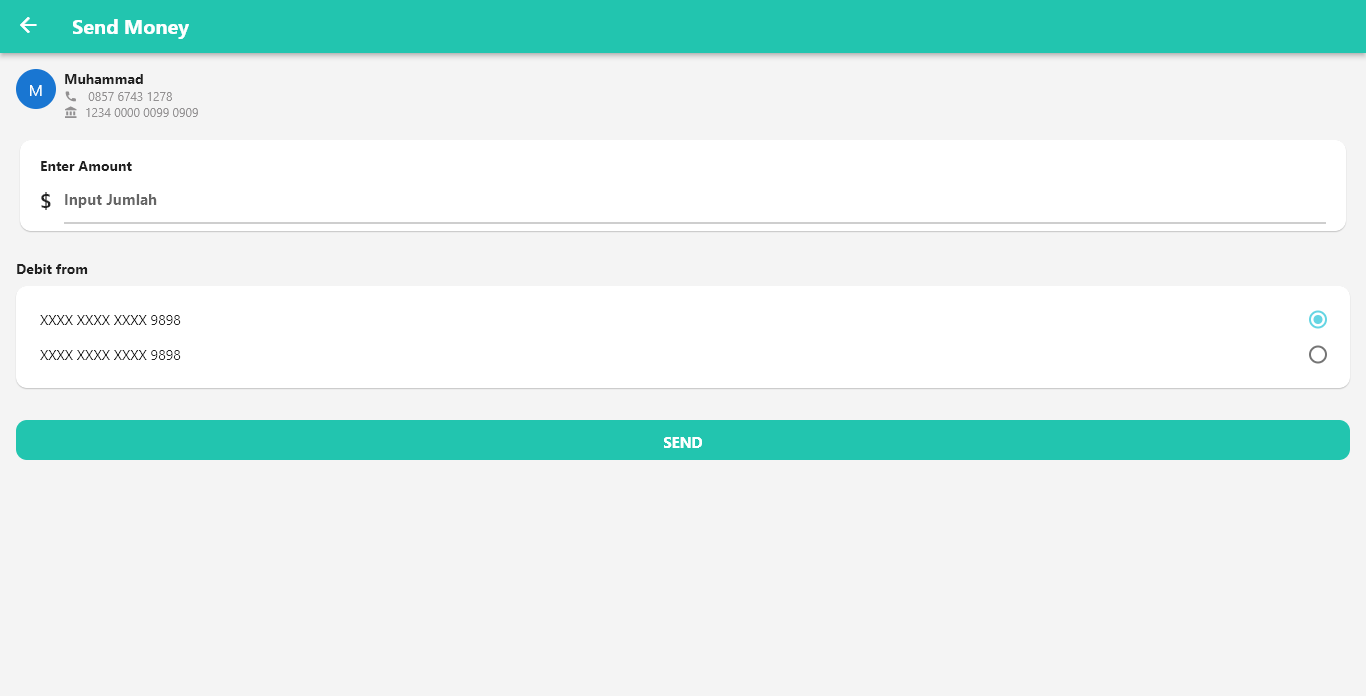 Send Money
M
Muhammad
0857 6743 1278
1234 0000 0099 0909
Enter Amount
$ Input Jumlah
Debit from
XXXX XXXX XXXX 9898
XXXX XXXX XXXX 9898
SEND